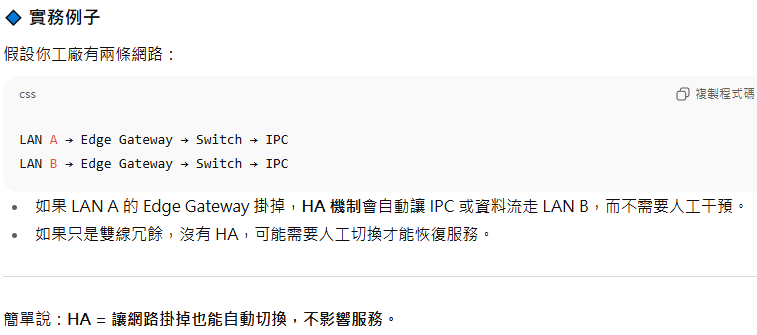 實務例子
假設你工廠有兩條網路：
css
複製程式碼
LAN A → Edge Gateway → Switch → IPC
LAN B → Edge Gateway → Switch → IPC
如果 LAN A 的 Edge Gateway 掛掉，HA 機制會自動讓 IPC 或資料流走 LAN B，而不需要人工干預。
如果只是雙線冗餘，沒有 HA，可能需要人工切換才能恢復服務。
簡單說：HA = 讓網路掛掉也能自動切換，不影響服務。